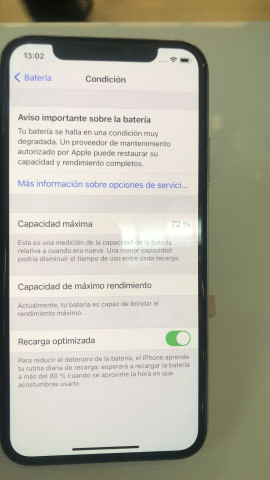 13:02
Batería
Condición
Aviso importante sobre la batería
Tu batería se halla en una condición muy
degradada. Un proveedor de mantenimiento
autorizado por Apple puede restaurar su
capacidad y rendimiento completos.
Más información sobre opciones de servici...
Capacidad máxima
72 %
Esta es una medición de la capacidad de la batería
relativa a cuando era nueva. Una menor capacidad
podría disminuir el tiempo de uso entre cada recarga.
Capacidad de máximo rendimiento
Actualmente, tu batería es capaz de brindar el
rendimiento máximo.
Recarga optimizada
Para reducir el deterioro de la batería, el iPhone aprende
tu rutina diaria de recarga: esperará a recargar la batería
a más del 80 % cuando se aproxime la hora en que
acostumbras usarlo.